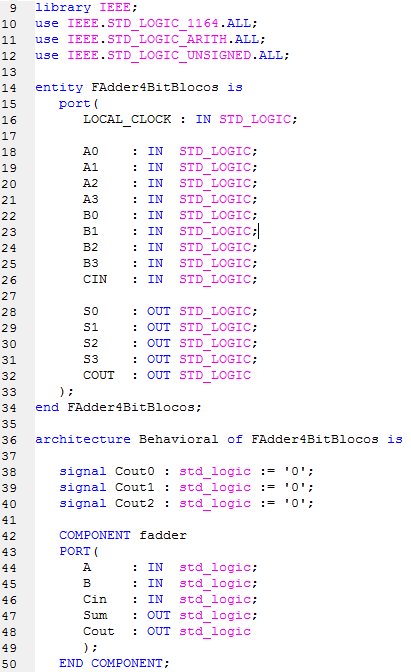 9 library IEEE;
10 use IEEE.STD_LOGIC_1164.ALL;
11 use IEEE.STD_LOGIC_ARITH.ALL;
12 use IEEE.STD_LOGIC_UNSIGNED.ALL;
13
14 entity FAdder4BitBlocos is
15 port(
16 LOCAL_CLOCK : IN STD_LOGIC;
17
18 A0 : IN STD_LOGIC;
19 A1 : IN STD_LOGIC;
20 A2 : IN STD_LOGIC;
21 A3 : IN STD_LOGIC;
22 B0 : IN STD_LOGIC;
23 B1 : IN STD_LOGIC;
24 B2 : IN STD_LOGIC;
25 B3 : IN STD_LOGIC;
26 CIN : IN STD_LOGIC;
27
28 S0 : OUT STD_LOGIC;
29 S1 : OUT STD_LOGIC;
30 S2 : OUT STD_LOGIC;
31 S3 : OUT STD_LOGIC;
32 COUT : OUT STD_LOGIC
33 );
34 end FAdder4BitBlocos;
35
36 architecture Behavioral of FAdder4BitBlocos is
37
38 signal Cout0 : std_logic := '0';
39 signal Cout1 : std_logic := '0';
40 signal Cout2 : std_logic := '0';
41
42 COMPONENT fadder
43 PORT(
44 A : IN std_logic;
45 B : IN std_logic;
46 Cin : IN std_logic;
47 Sum : OUT std_logic;
48 Cout : OUT std_logic
49 );
50 END COMPONENT;